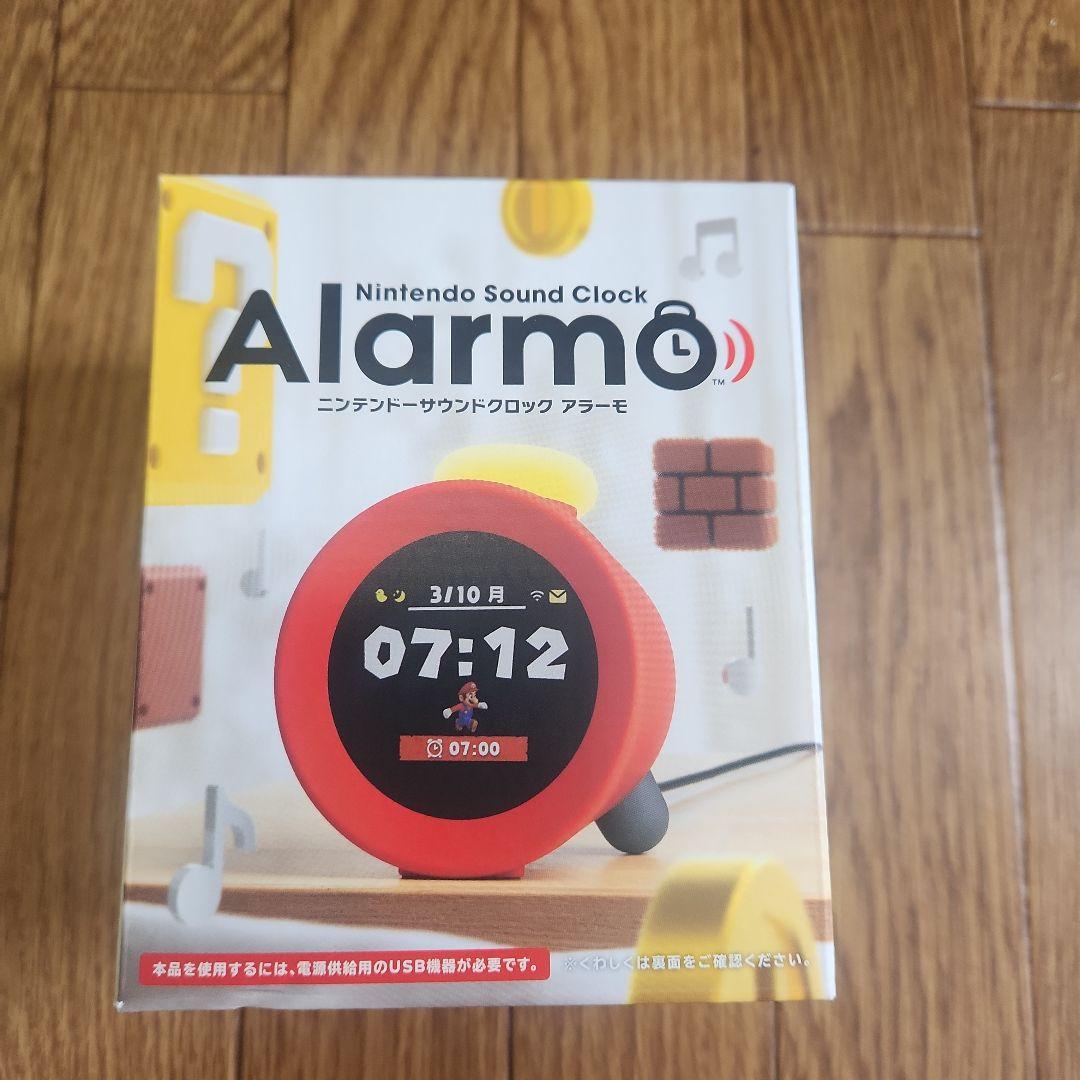 Nintendo Sound Clock
Alarmo
TM
ニンテンドーサウンドクロック アラーモ
3/10 月
07:12
07:00
本品を使用するには、電源供給用のUSB機器が必要です。
※くわしくは裏面をご確認ください。